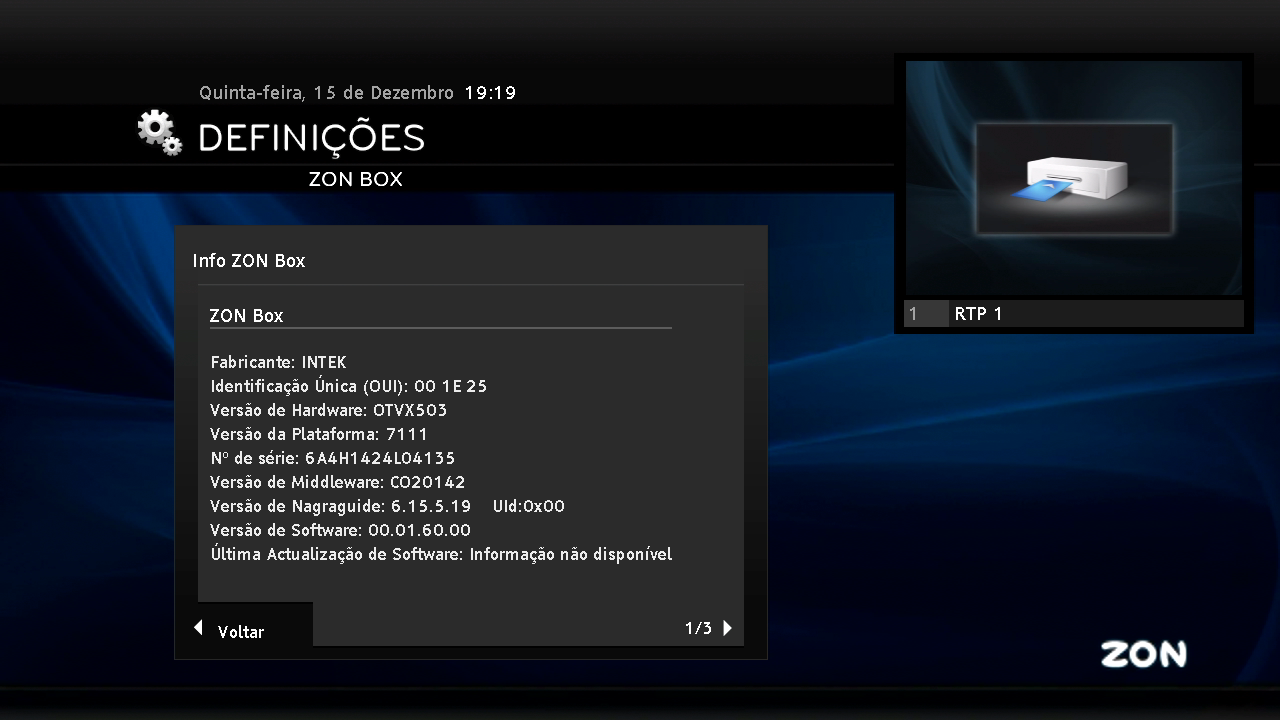 Quinta-feira, 15 de Dezembro 19:19
DEFINIÇÕES
ZON BOX
Info ZON Box
ZON Box
Fabricante: INTEK
Identificação Única (OUI): 00 1E 25
Versão de Hardware: OTVX503
Versão da Plataforma: 7111
Nº de série: 6A4H1424L04135
Versão de Middleware: CO20142
Versão de Nagraguide: 6.15.5.19 UId:0x00
Versão de Software: 00.01.60.00
Última Actualização de Software: Informação não disponível
Voltar
1/3
1 RTP 1
ZON